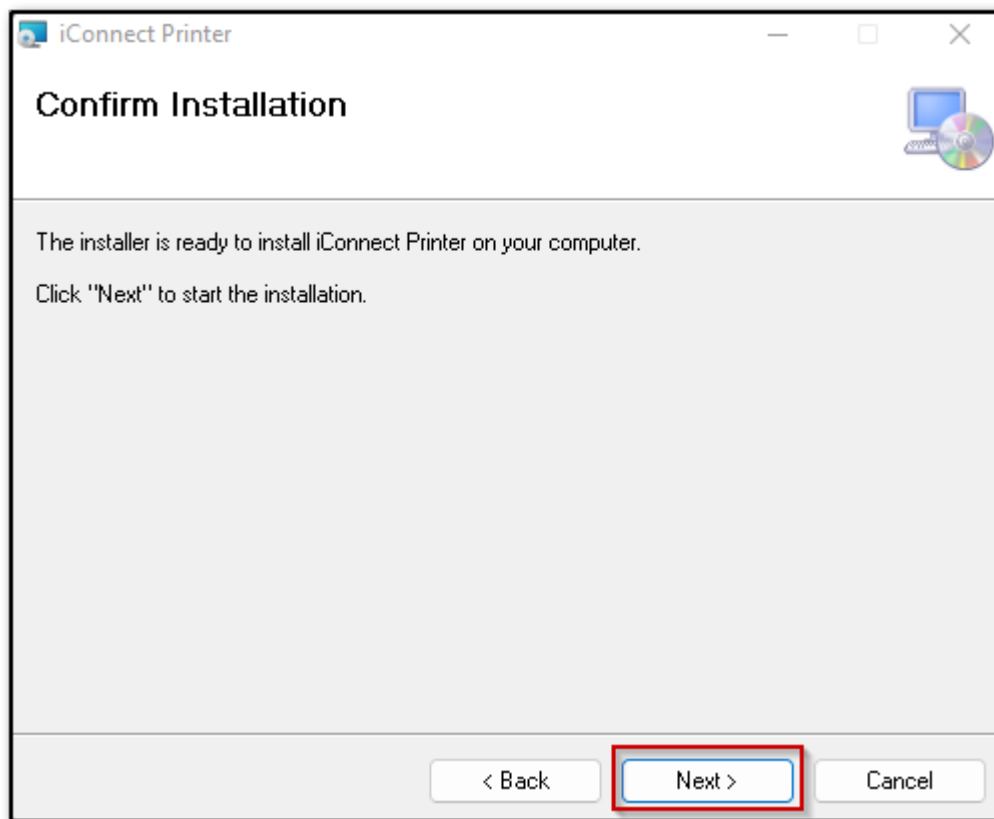 iConnect Printer
Confirm Installation
The installer is ready to install iConnect Printer on your computer.
Click "Next" to start the installation.
< Back
Next >
Cancel